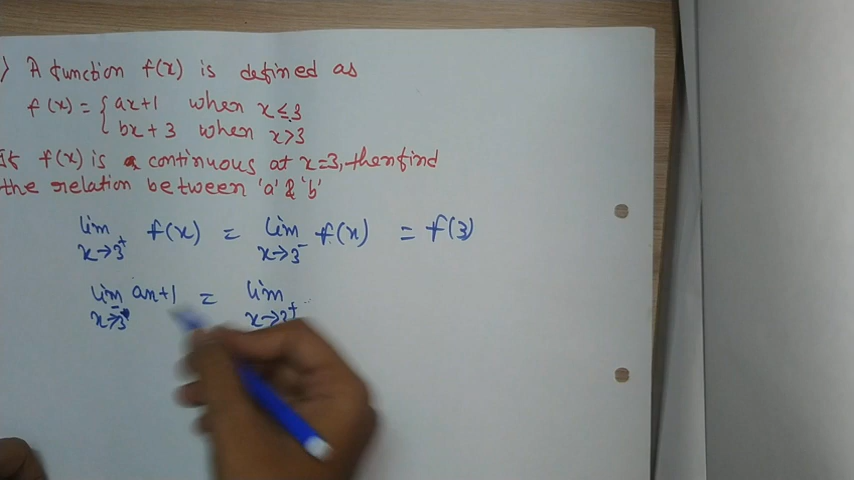 ) A function f(x) is defined as
f(x) = { ax+1 when x ≤ 3
bx + 3 when x > 3
If f(x) is continuous at x=3, then find
the relation between 'a' & 'b'
lim x→3⁺ f(x) = lim x→3⁻ f(x) = f(3)
lim x→3⁻ ax+1 = lim x→3⁺